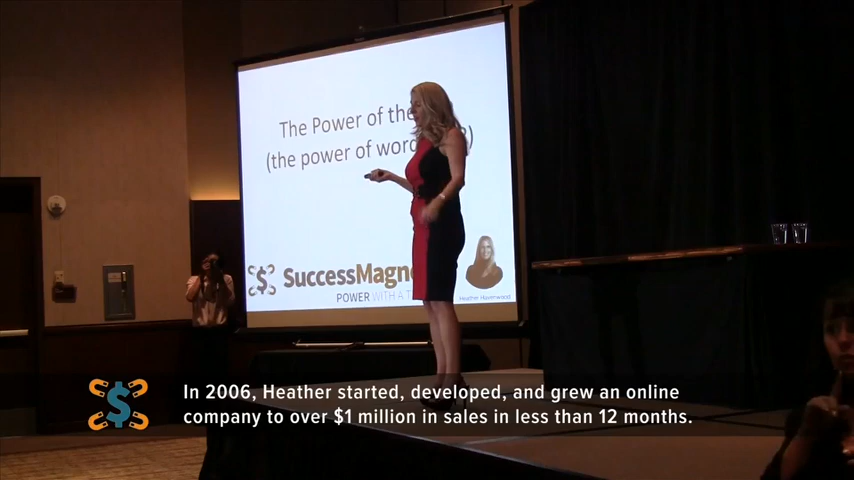 The Power of the
(the power of word
$ SuccessMagne
POWER WITH A T
Heather Havenwood
$ In 2006, Heather started, developed, and grew an online
company to over $1 million in sales in less than 12 months.